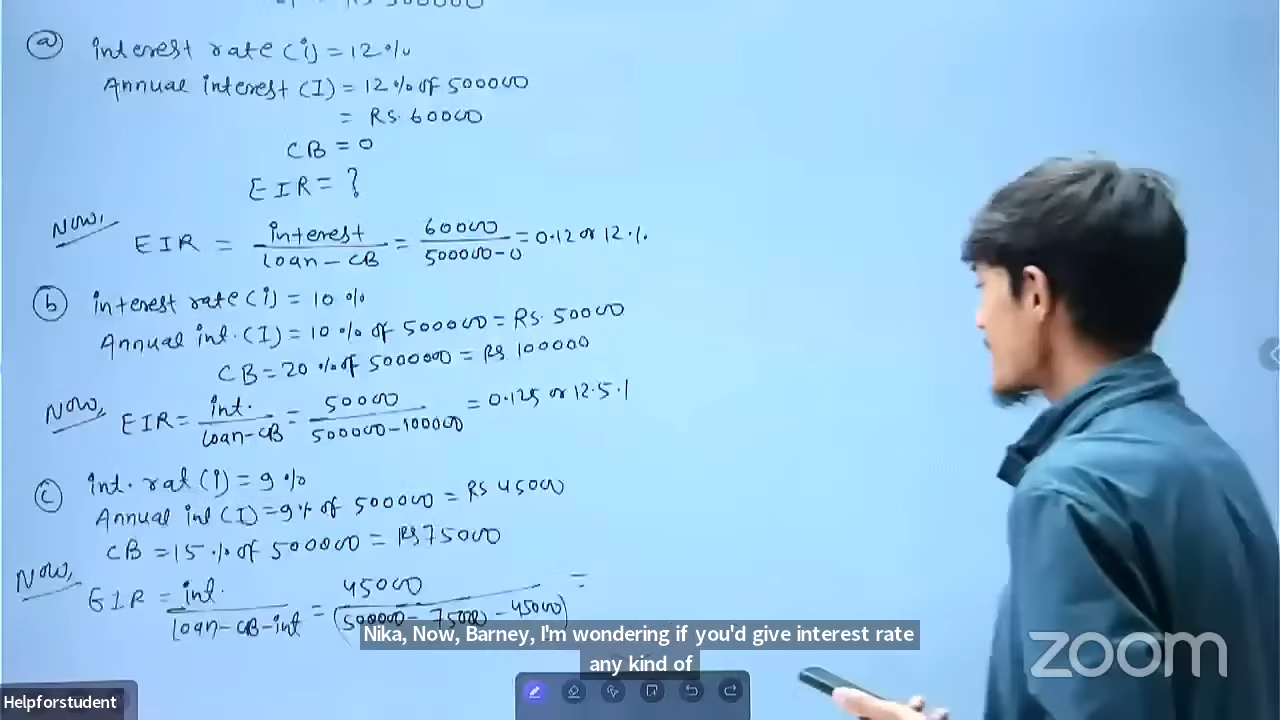 ⓐ interest rate (i) = 12%
Annual interest (I) = 12% of 500000
= RS. 60000
CB = 0
EIR = ?
Now, EIR = interest / Loan - CB = 60000 / 500000 - 0 = 0.12 or 12.%
ⓑ interest rate (i) = 10%
Annual int. (I) = 10% of 500000 = RS. 50000
CB = 20% of 5000000 = RS 100000
Now, EIR = int. / Loan - CB = 50000 / 500000 - 100000 = 0.125 or 12.5.%
ⓒ int. rat (i) = 9%
Annual int (I) = 9% of 500000 = RS 45000
CB = 15.% of 500000 = RS 75000
Now, EIR = int. / Loan - CB - int = 45000 / (500000 - 75000 - 45000) =
Nika, Now, Barney, I'm wondering if you'd give interest rate
any kind of
zoom
Helpforstudent